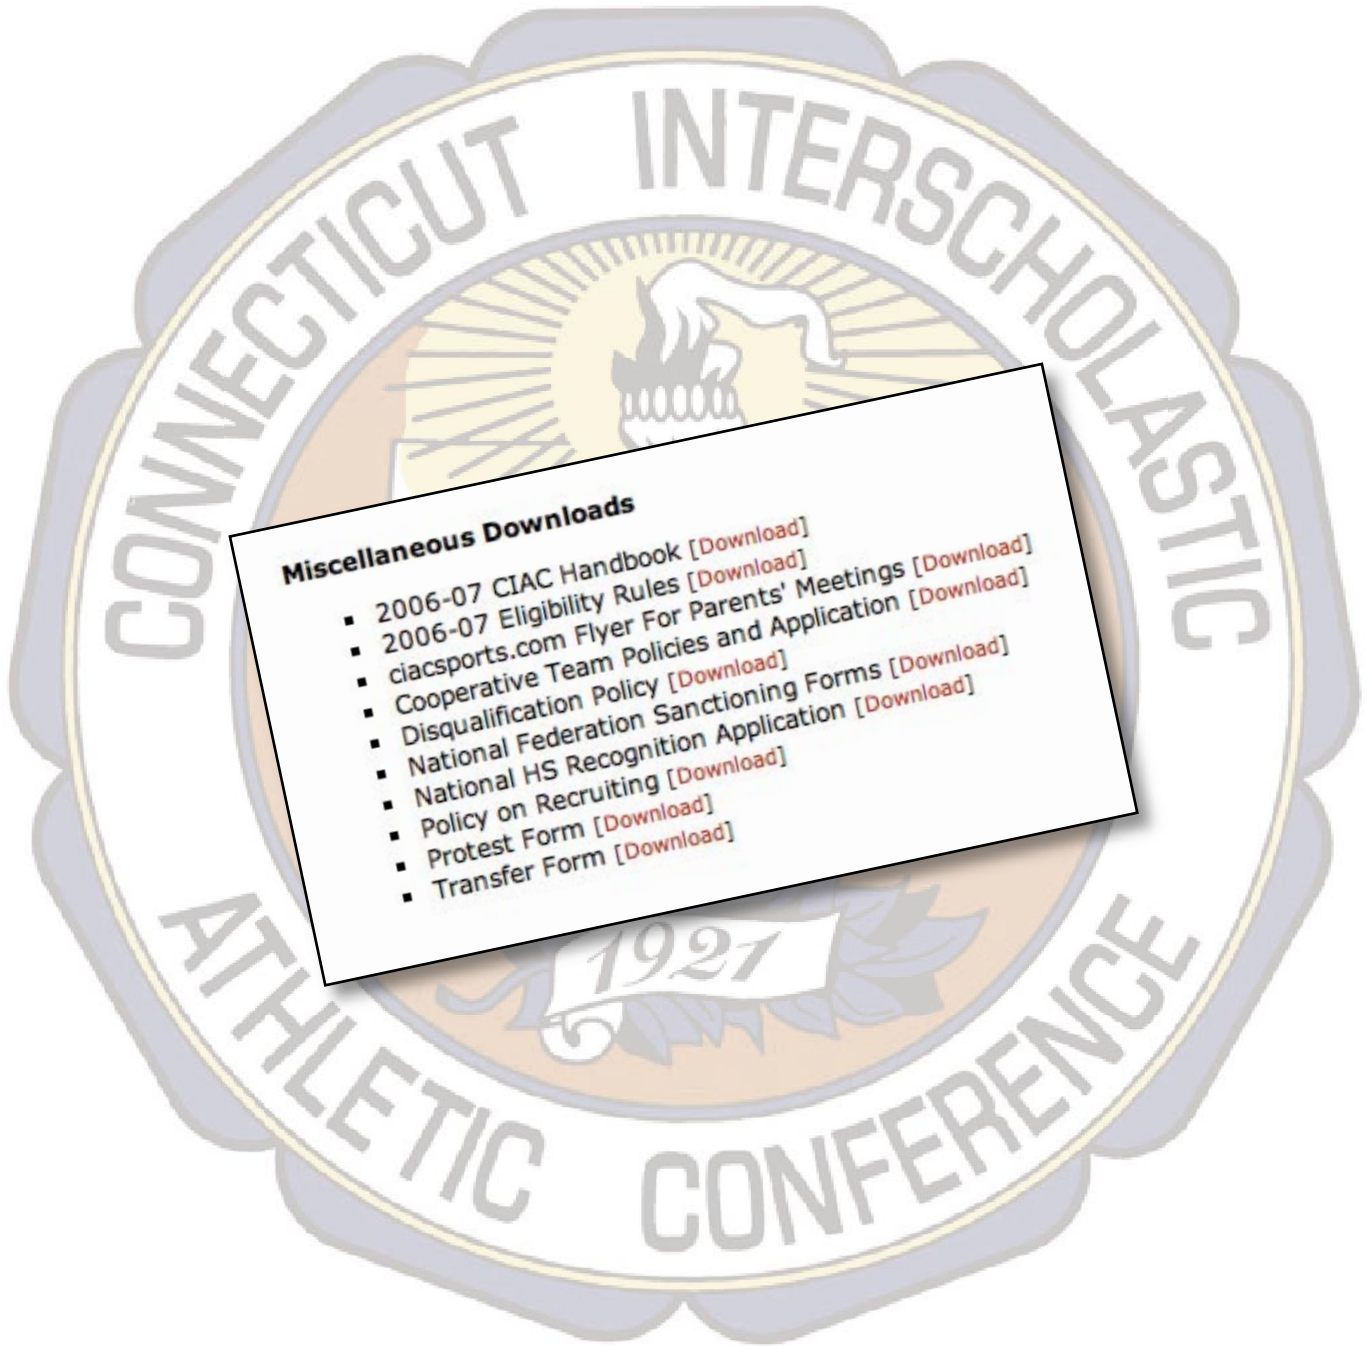 CONNECTICUT INTERSCHOLASTIC
Miscellaneous Downloads
▪ 2006-07 CIAC Handbook [Download]
▪ 2006-07 Eligibility Rules [Download]
▪ ciacsports.com Flyer For Parents' Meetings [Download]
▪ Cooperative Team Policies and Application [Download]
▪ Disqualification Policy [Download]
▪ National Federation Sanctioning Forms [Download]
▪ National HS Recognition Application [Download]
▪ Policy on Recruiting [Download]
▪ Protest Form [Download]
▪ Transfer Form [Download]
1921
ATHLETIC CONFERENCE